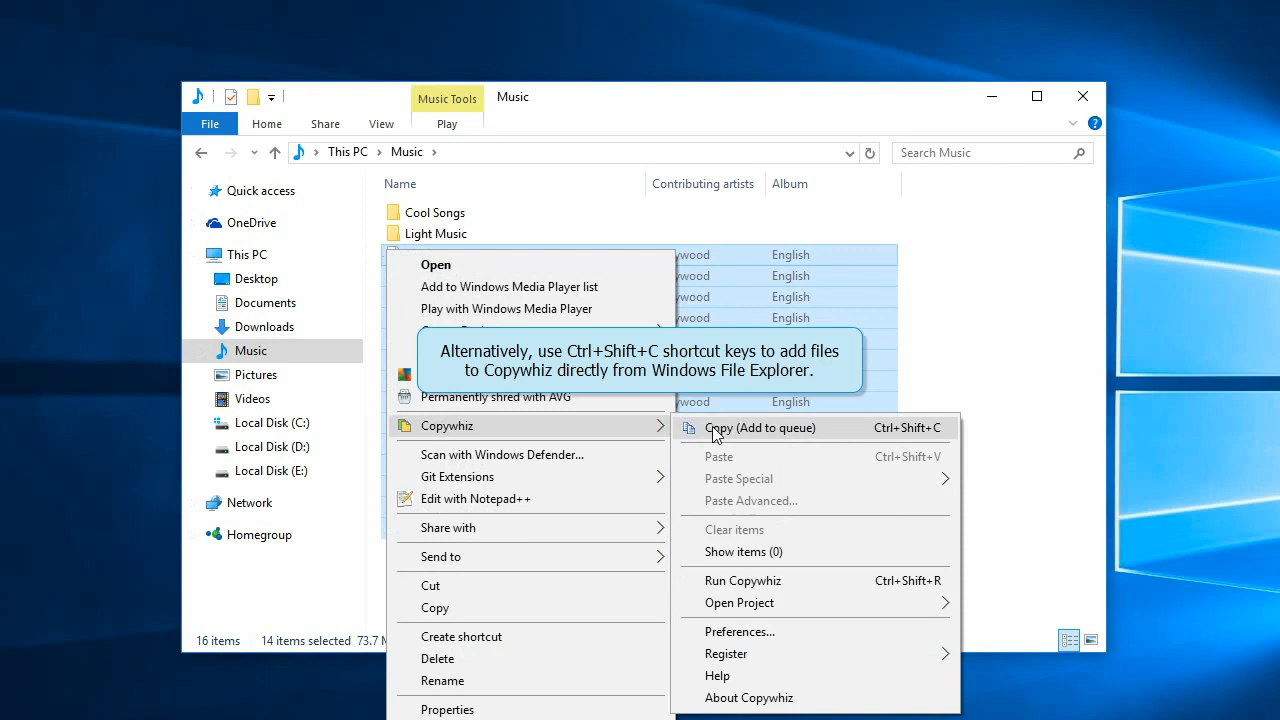 Music Tools
Music
File
Home
Share
View
Play
This PC
Music
Search Music
Name
Contributing artists
Album
Quick access
OneDrive
This PC
Desktop
Documents
Downloads
Music
Pictures
Videos
Local Disk (C:)
Local Disk (D:)
Local Disk (E:)
Network
Homegroup
Cool Songs
Light Music
English
English
English
English
English
Open
Add to Windows Media Player list
Play with Windows Media Player
Alternatively, use Ctrl+Shift+C shortcut keys to add files
to Copywhiz directly from Windows File Explorer.
Permanently shred with AVG
Copywhiz
Scan with Windows Defender...
Git Extensions
Edit with Notepad++
Share with
Send to
Cut
Copy
Create shortcut
Delete
Rename
Properties
Copy (Add to queue) Ctrl+Shift+C
Paste Ctrl+Shift+V
Paste Special
Paste Advanced...
Clear items
Show items (0)
Run Copywhiz Ctrl+Shift+R
Open Project
Preferences...
Register
Help
About Copywhiz
16 items 14 items selected 73.7